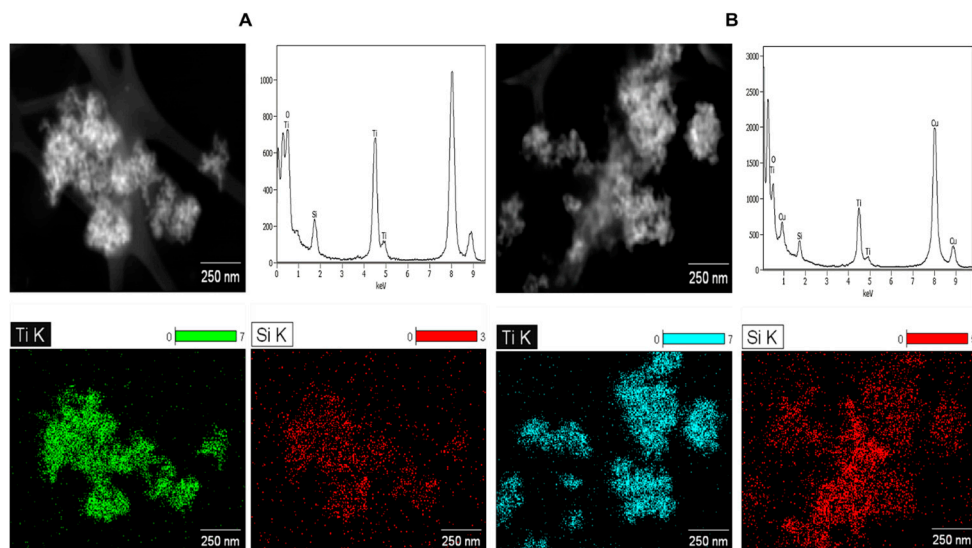 A
B
1000
800
600
400
200
0
O
Ti
Si
Ti
Ti
0 1 2 3 4 5 6 7 8 9
keV
250 nm
3000
2500
2000
1500
1000
500
0
O
Ti
Cu
Si
Ti
Ti
Cu
Cu
1 2 3 4 5 6 7 8 9
keV
250 nm
Ti K
0 7
Si K
0 3
Ti K
0 7
Si K
0
250 nm
250 nm
250 nm
250 nm